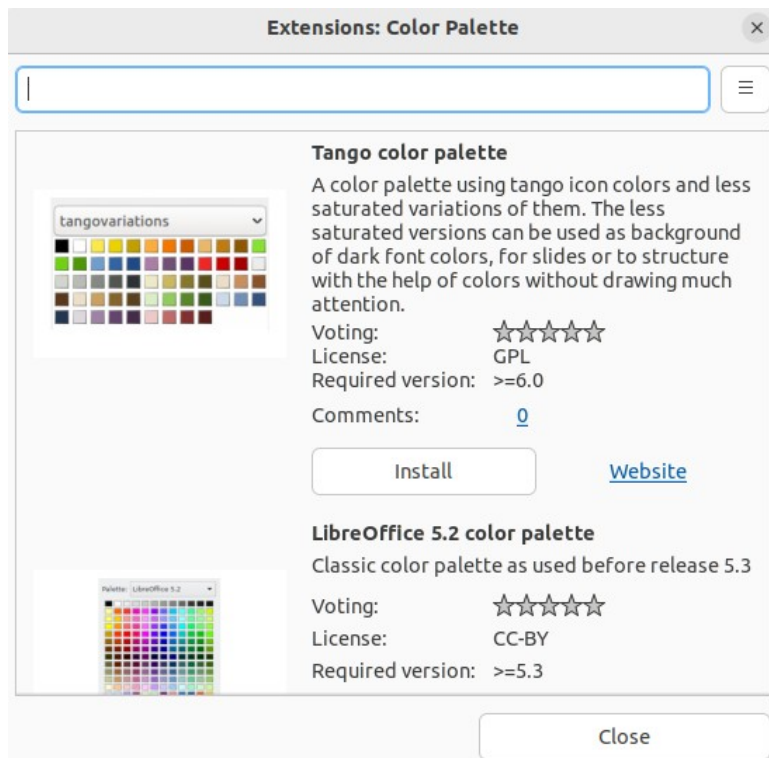 Extensions: Color Palette
Tango color palette
A color palette using tango icon colors and less
saturated variations of them. The less
saturated versions can be used as background
of dark font colors, for slides or to structure
with the help of colors without drawing much
attention.
tangovariations
Voting:
License: GPL
Required version: >=6.0
Comments: 0
Install Website
LibreOffice 5.2 color palette
Classic color palette as used before release 5.3
Palette: LibreOffice 5.2
Voting:
License: CC-BY
Required version: >=5.3
Close